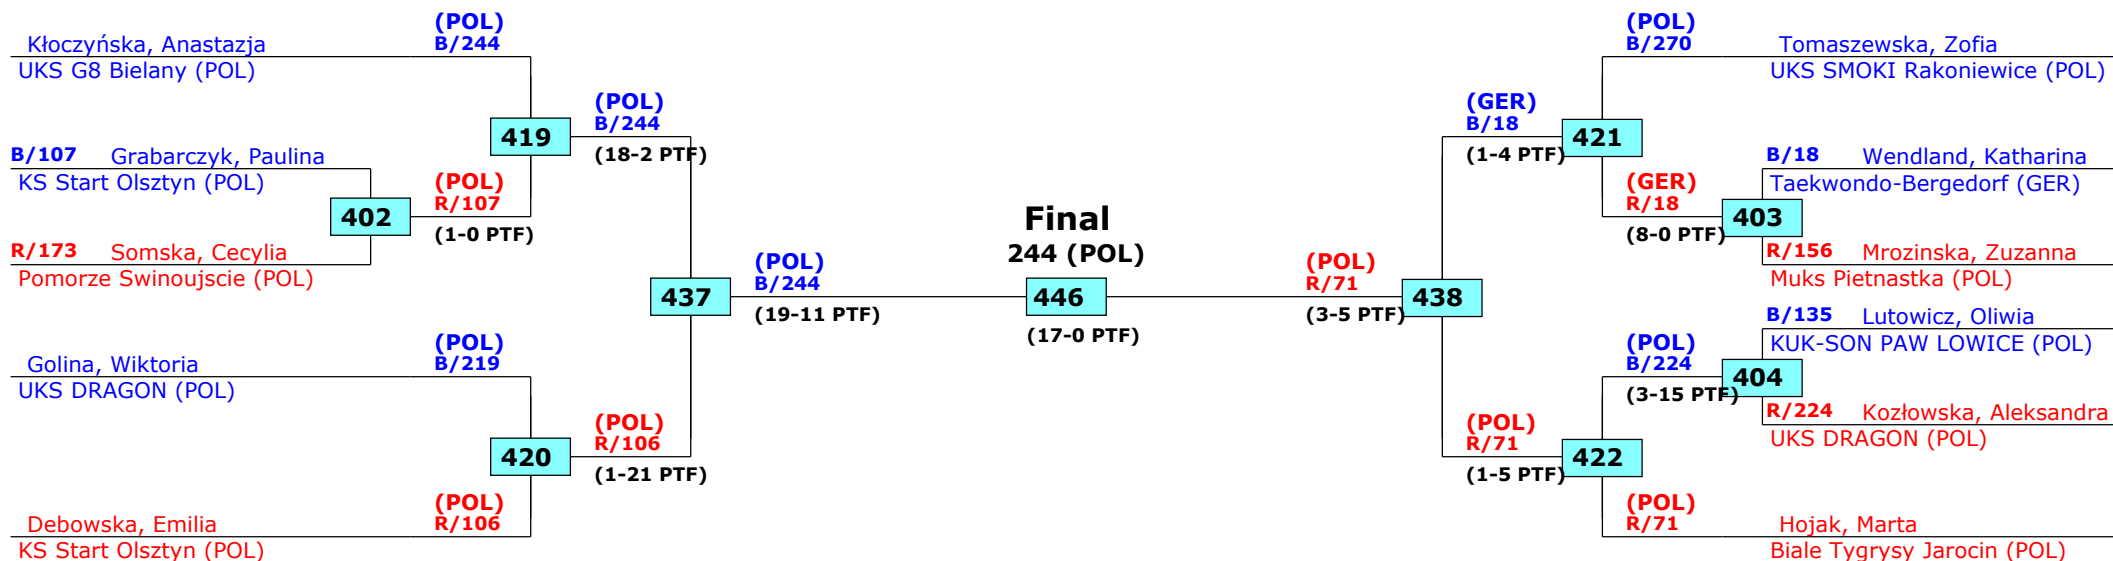 (POL)
B/244
Kłoczyńska, Anastazja
UKS G8 Bielany (POL)
419
(POL)
B/244
(18-2 PTF)
B/107 Grabarczyk, Paulina
KS Start Olsztyn (POL)
402
(POL)
R/107
(1-0 PTF)
R/173 Somska, Cecylia
Pomorze Swinoujscie (POL)
437
(POL)
B/244
(19-11 PTF)
(POL)
B/219
Golina, Wiktoria
UKS DRAGON (POL)
420
(POL)
R/106
(1-21 PTF)
(POL)
R/106
Debowska, Emilia
KS Start Olsztyn (POL)
Final
244 (POL)
446
(17-0 PTF)
(POL)
R/71
(3-5 PTF)
438
(POL)
B/270
Tomaszewska, Zofia
UKS SMOKI Rakoniewice (POL)
(GER)
B/18
(1-4 PTF)
421
B/18 Wendland, Katharina
Taekwondo-Bergedorf (GER)
(GER)
R/18
(8-0 PTF)
403
R/156 Mrozinska, Zuzanna
Muks Pietnastka (POL)
B/135 Lutowicz, Oliwia
KUK-SON PAW LOWICE (POL)
(POL)
B/224
(3-15 PTF)
404
R/224 Kozłowska, Aleksandra
UKS DRAGON (POL)
(POL)
R/71
(1-5 PTF)
422
(POL)
R/71
Hojak, Marta
Biale Tygrysy Jarocin (POL)